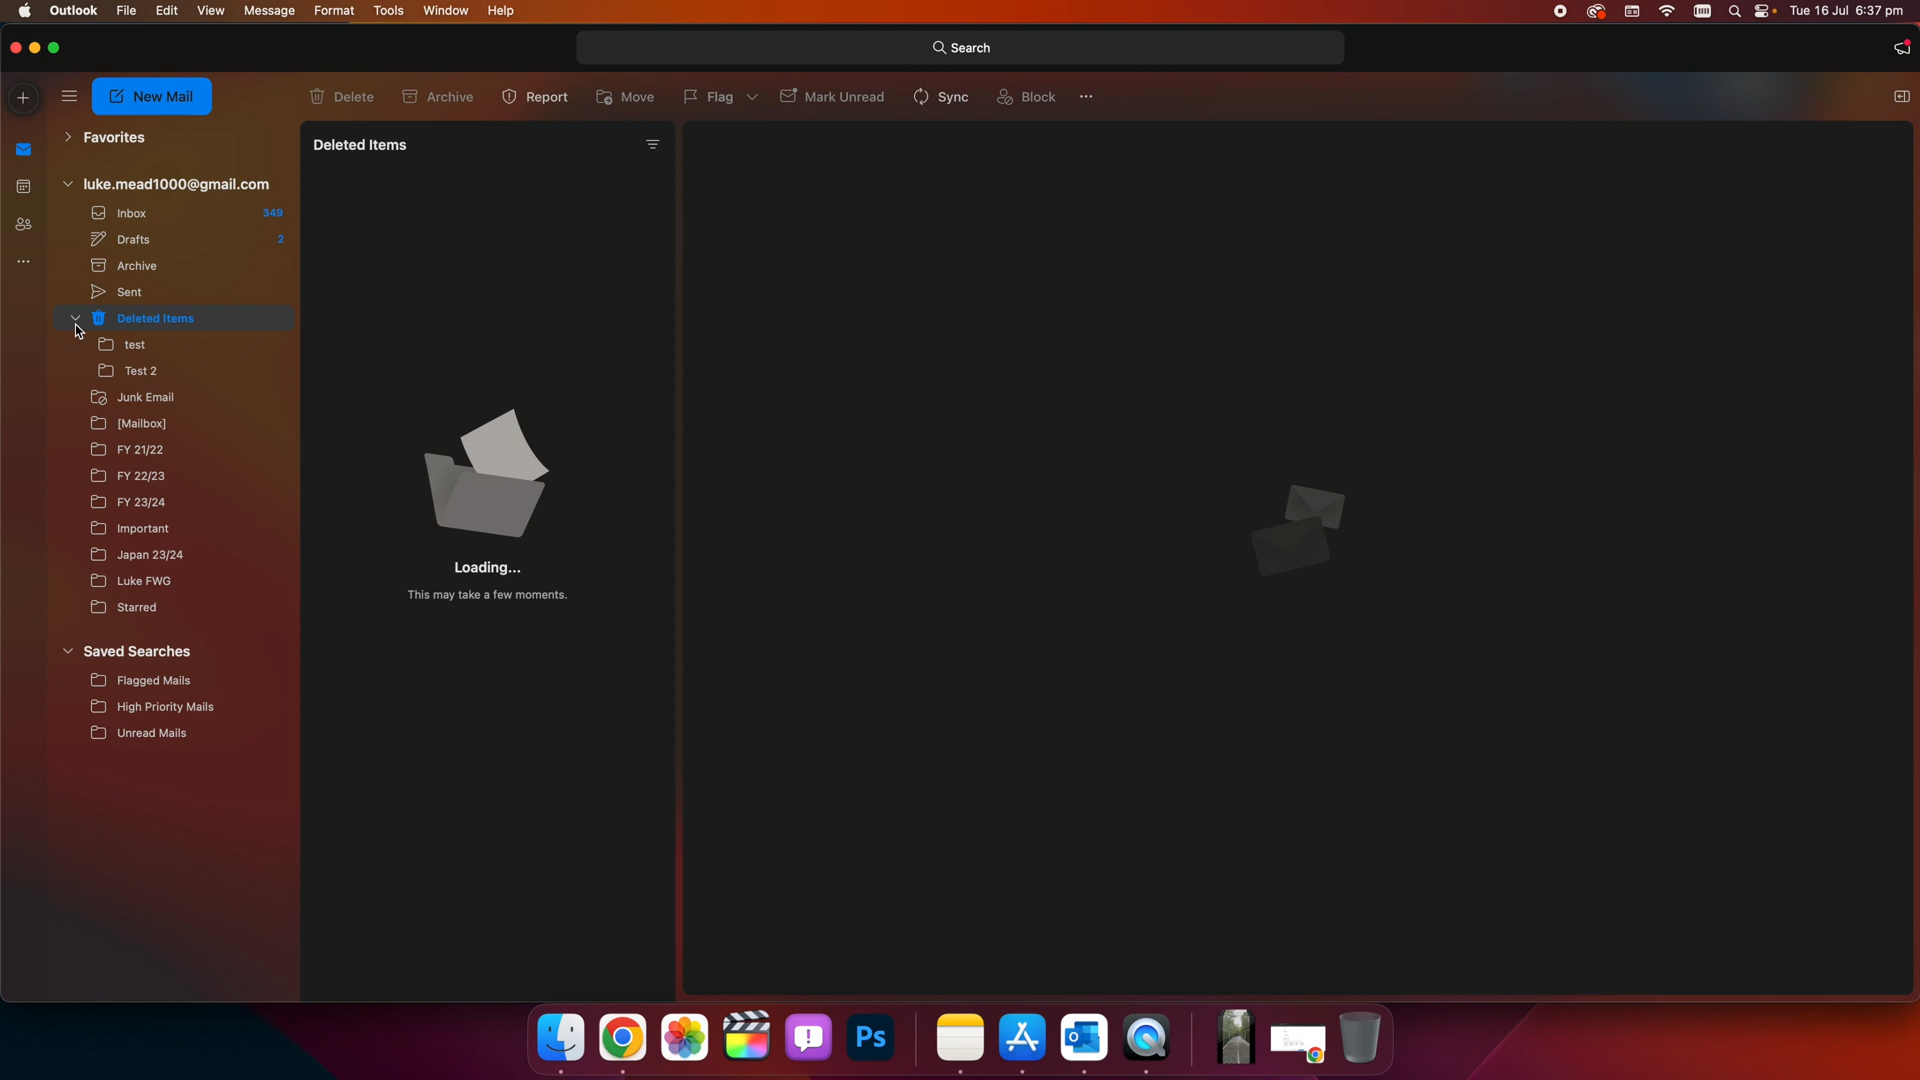 Outlook File Edit View Message Format Tools Window Help Tue 16 Jul 6:37 pm
Search
New Mail Delete Archive Report Move Flag Mark Unread Sync Block
Favorites
luke.mead1000@gmail.com
Inbox 349
Drafts 2
Archive
Sent
Deleted Items
test
Test 2
Junk Email
[Mailbox]
FY 21/22
FY 22/23
FY 23/24
Important
Japan 23/24
Luke FWG
Starred
Saved Searches
Flagged Mails
High Priority Mails
Unread Mails
Deleted Items
Loading...
This may take a few moments.
Ps